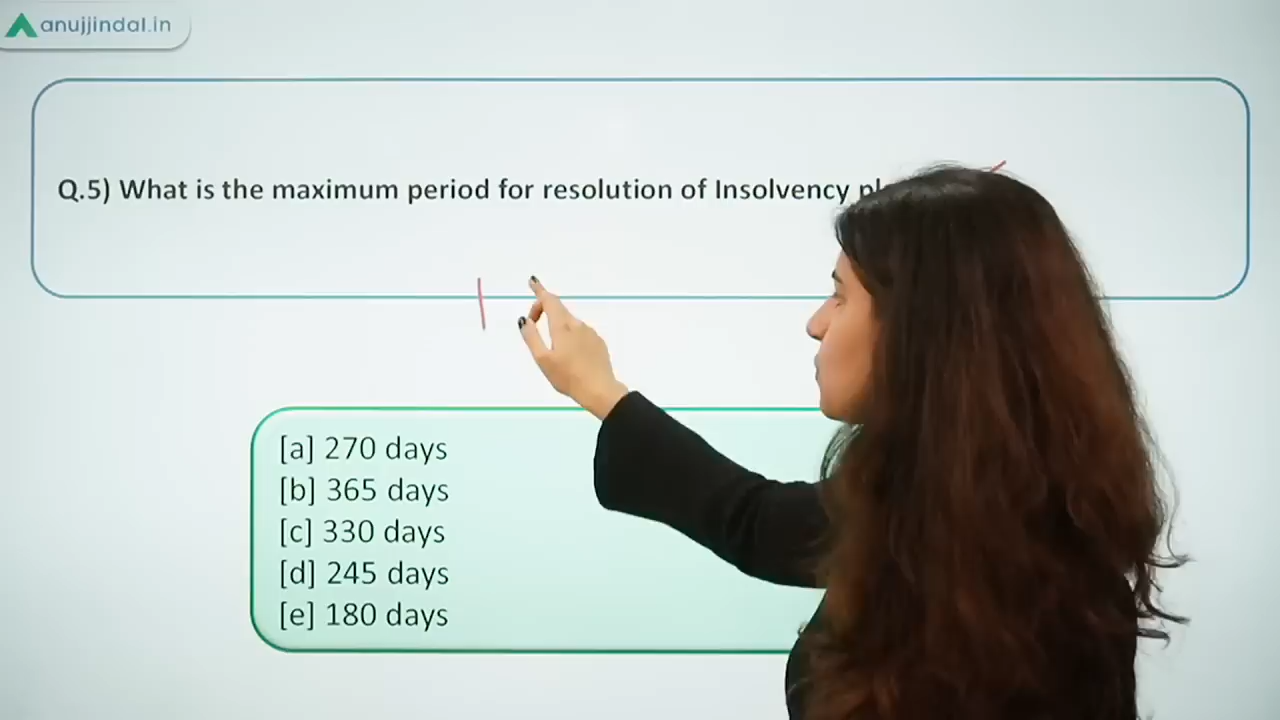 anujjindal.in
Q.5) What is the maximum period for resolution of Insolvency
[a] 270 days
[b] 365 days
[c] 330 days
[d] 245 days
[e] 180 days